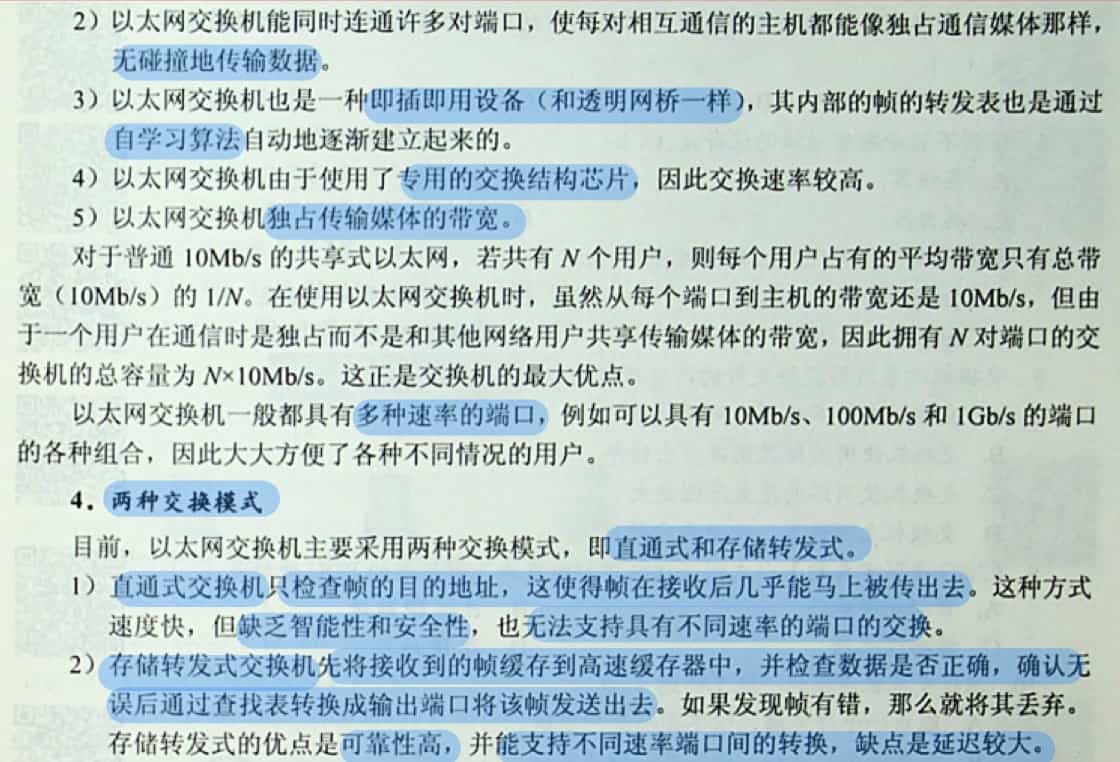 2）以太网交换机能同时连通许多对端口，使每对相互通信的主机都能像独占通信媒体那样，
无碰撞地传输数据。
3）以太网交换机也是一种即插即用设备（和透明网桥一样），其内部的帧的转发表也是通过
自学习算法自动地逐渐建立起来的。
4）以太网交换机由于使用了专用的交换结构芯片，因此交换速率较高。
5）以太网交换机独占传输媒体的带宽。
对于普通 10Mb/s 的共享式以太网，若共有 N 个用户，则每个用户占有的平均带宽只有总带
宽（10Mb/s）的 1/N。在使用以太网交换机时，虽然从每个端口到主机的带宽还是 10Mb/s，但由
于一个用户在通信时是独占而不是和其他网络用户共享传输媒体的带宽，因此拥有 N 对端口的交
换机的总容量为 N×10Mb/s。这正是交换机的最大优点。
以太网交换机一般都具有多种速率的端口，例如可以具有 10Mb/s、100Mb/s 和 1Gb/s 的端口
的各种组合，因此大大方便了各种不同情况的用户。
4．两种交换模式
目前，以太网交换机主要采用两种交换模式，即直通式和存储转发式。
1）直通式交换机只检查帧的目的地址，这使得帧在接收后几乎能马上被传出去。这种方式
速度快，但缺乏智能性和安全性，也无法支持具有不同速率的端口的交换。
2）存储转发式交换机先将接收到的帧缓存到高速缓存器中，并检查数据是否正确，确认无
误后通过查找表转换成输出端口将该帧发送出去。如果发现帧有错，那么就将其丢弃。
存储转发式的优点是可靠性高，并能支持不同速率端口间的转换，缺点是延迟较大。